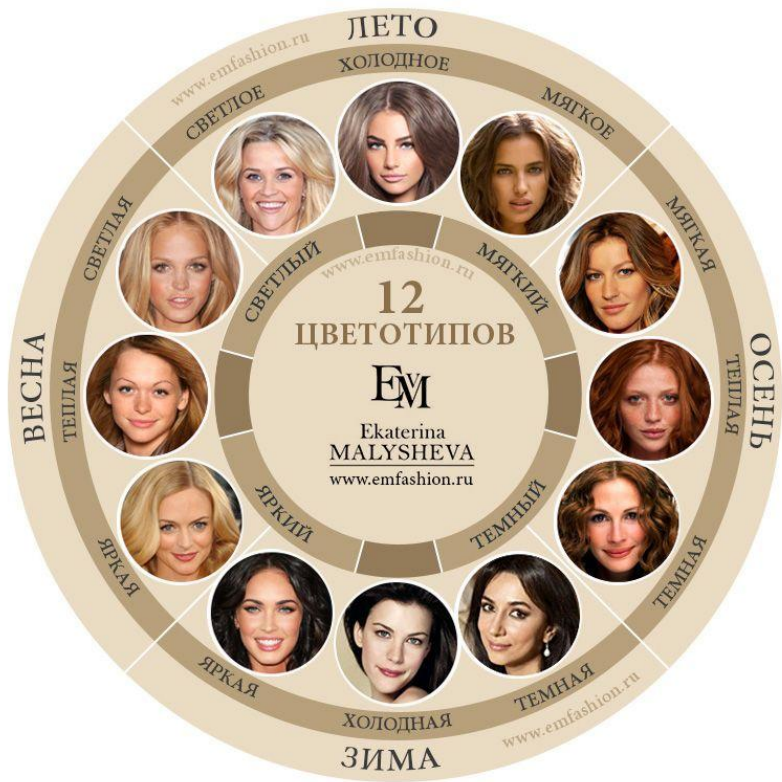 ЛЕТО
www.emfashion.ru
СВЕТЛОЕ
ХОЛОДНОЕ
МЯГКОЕ
СВЕТЛАЯ
МЯГКАЯ
СВЕТЛЫЙ
www.emfashion.ru
МЯГКИЙ
12
ЦВЕТОТИПОВ
ВЕСНА
ТЕПЛАЯ
EVM
Ekaterina
MALYSHEVA
www.emfashion.ru
ТЕПЛАЯ
ОСЕНЬ
ЯРКИЙ
ТЕМНЫЙ
ЯРКАЯ
ТЕМНАЯ
ЯРКАЯ
ХОЛОДНАЯ
ТЕМНАЯ
www.emfashion.ru
ЗИМА